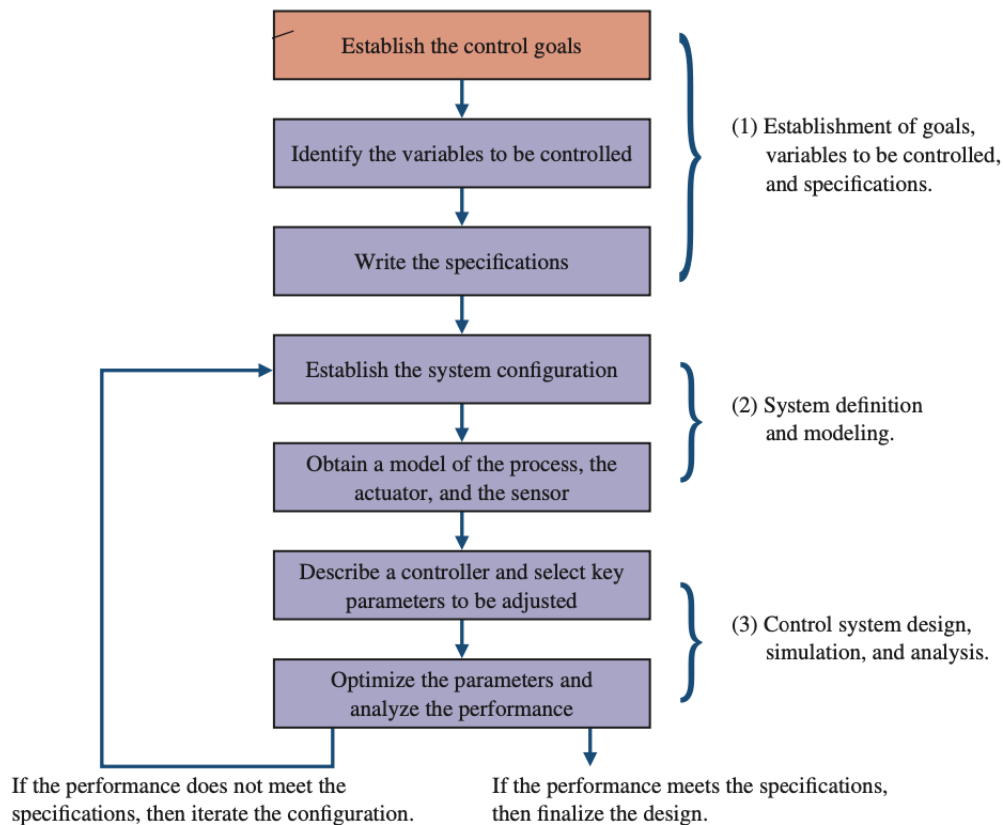 Establish the control goals
Identify the variables to be controlled
Write the specifications
(1) Establishment of goals,
variables to be controlled,
and specifications.
Establish the system configuration
Obtain a model of the process, the
actuator, and the sensor
(2) System definition
and modeling.
Describe a controller and select key
parameters to be adjusted
Optimize the parameters and
analyze the performance
(3) Control system design,
simulation, and analysis.
If the performance does not meet the
specifications, then iterate the configuration.
If the performance meets the specifications,
then finalize the design.